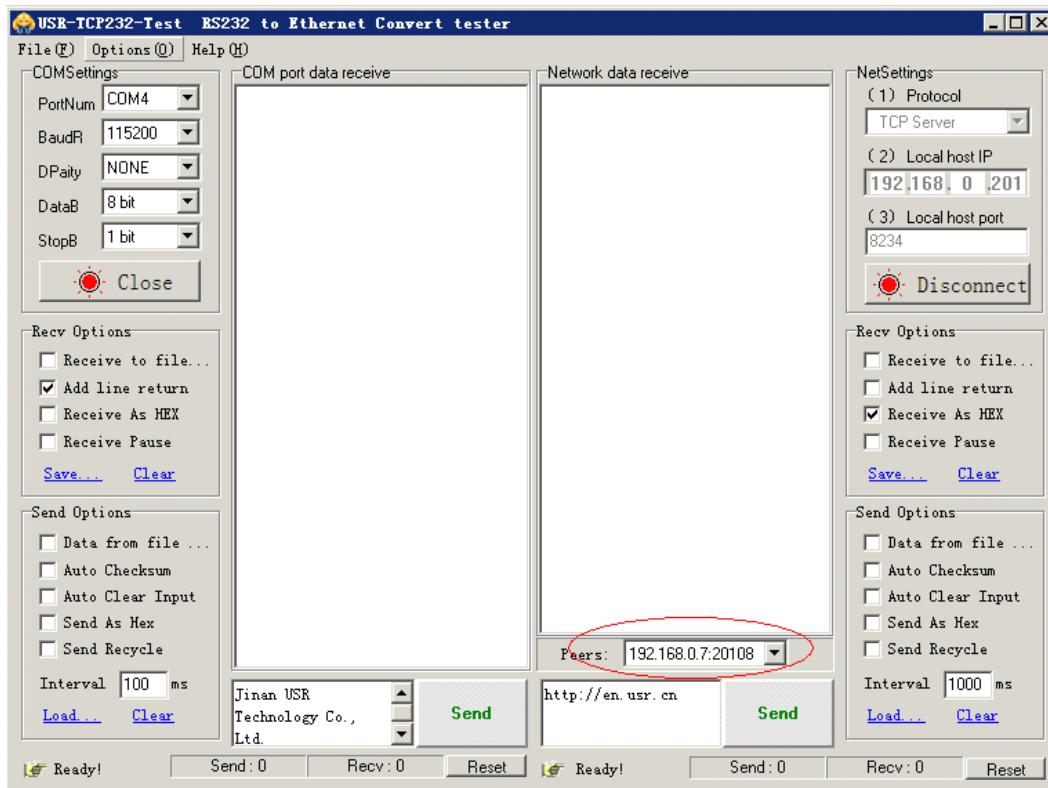 USR-TCP232-Test RS232 to Ethernet Convert tester
File(F) Options(O) Help(H)
COMSettings
PortNum COM4
BaudR 115200
DPaity NONE
DataB 8 bit
StopB 1 bit
Close
Recv Options
Receive to file...
Add line return
Receive As HEX
Receive Pause
Save... Clear
Send Options
Data from file ...
Auto Checksum
Auto Clear Input
Send As Hex
Send Recycle
Interval 100 ms
Load... Clear
COM port data receive
Jinan USR
Technology Co.,
Ltd.
Send
Network data receive
Peers: 192.168.0.7:20108
http://en.usr.cn
Send
NetSettings
(1) Protocol
TCP Server
(2) Local host IP
192.168.0.201
(3) Local host port
8234
Disconnect
Recv Options
Receive to file...
Add line return
Receive As HEX
Receive Pause
Save... Clear
Send Options
Data from file ...
Auto Checksum
Auto Clear Input
Send As Hex
Send Recycle
Interval 1000 ms
Load... Clear
Ready! Send:0 Recv:0 Reset
Ready! Send:0 Recv:0 Reset